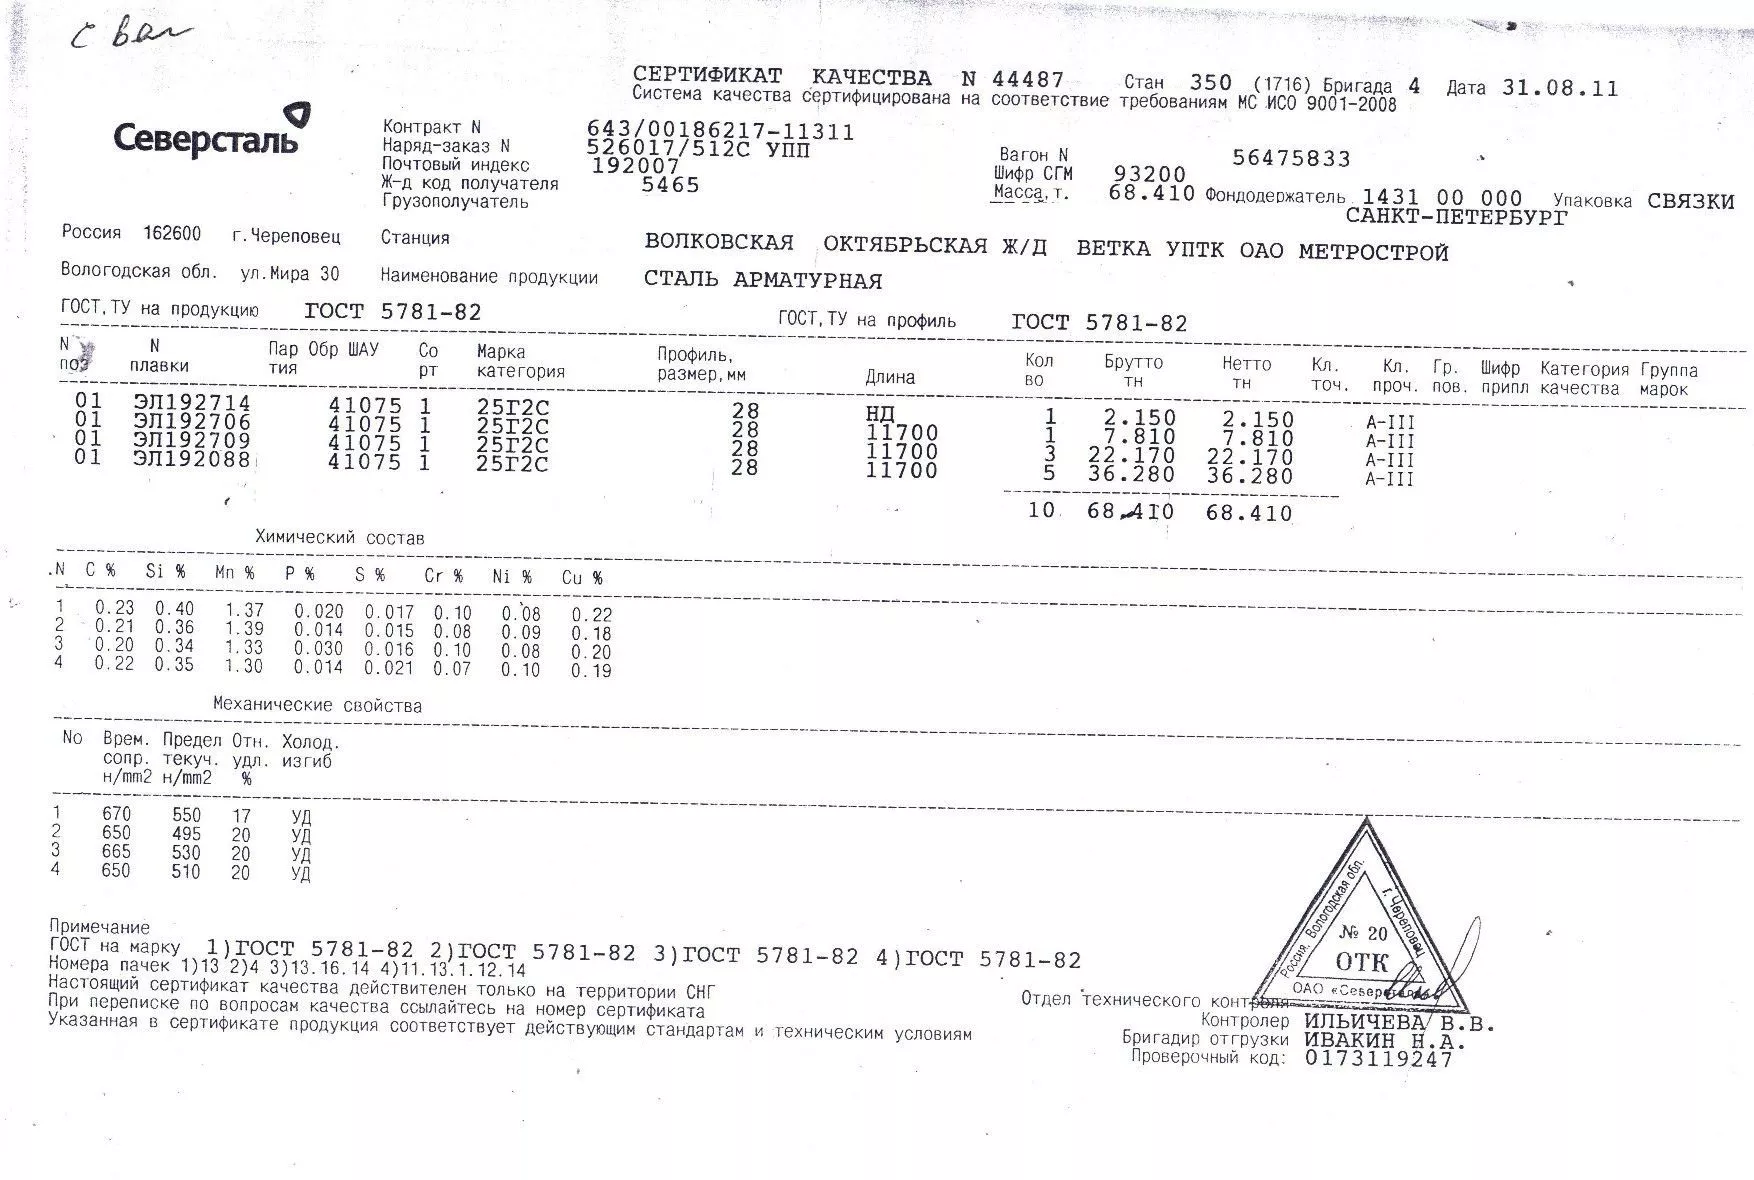 с вал
СЕРТИФИКАТ КАЧЕСТВА N 44487 Стан 350 (1716) Бригада 4 Дата 31.08.11
Система качества сертифицирована на соответствие требованиям МС ИСО 9001-2008
Северсталь
Контракт N 643/00186217-11311
Наряд-заказ N 526017/512С УПП
Почтовый индекс 192007
Ж-д код получателя 5465
Грузополучатель
Вагон N 56475833
Шифр СГМ 93200
Масса,т. 68.410 Фондодержатель 1431 00 000 Упаковка СВЯЗКИ
САНКТ-ПЕТЕРБУРГ
Россия 162600 г.Череповец Станция ВОЛКОВСКАЯ ОКТЯБРЬСКАЯ Ж/Д ВЕТКА УПТК ОАО МЕТРОСТРОЙ
Вологодская обл. ул.Мира 30 Наименование продукции СТАЛЬ АРМАТУРНАЯ
ГОСТ,ТУ на продукцию ГОСТ 5781-82 ГОСТ,ТУ на профиль ГОСТ 5781-82
N N Пар Обр ШАУ Со Марка Профиль, Кол Брутто Нетто Кл. Кл. Гр. Шифр Категория Группа
поз плавки тия рт категория размер,мм Длина во тн тн точ. проч. пов. припл качества марок
01 ЭЛ192714 41075 1 25Г2С 28 НД 1 2.150 2.150 А-III
01 ЭЛ192706 41075 1 25Г2С 28 11700 1 7.810 7.810 А-III
01 ЭЛ192709 41075 1 25Г2С 28 11700 3 22.170 22.170 А-III
01 ЭЛ192088 41075 1 25Г2С 28 11700 5 36.280 36.280 А-III
10 68.410 68.410
Химический состав
N C % Si % Mn % P % S % Cr % Ni % Cu %
1 0.23 0.40 1.37 0.020 0.017 0.10 0.08 0.22
2 0.21 0.36 1.39 0.014 0.015 0.08 0.09 0.18
3 0.20 0.34 1.33 0.030 0.016 0.10 0.08 0.20
4 0.22 0.35 1.30 0.014 0.021 0.07 0.10 0.19
Механические свойства
No Врем. Предел Отн. Холод.
сопр. текуч. удл. изгиб
н/mm2 н/mm2 %
1 670 550 17 УД
2 650 495 20 УД
3 665 530 20 УД
4 650 510 20 УД
Примечание
ГОСТ на марку 1)ГОСТ 5781-82 2)ГОСТ 5781-82 3)ГОСТ 5781-82 4)ГОСТ 5781-82
Номера пачек 1)13 2)4 3)13.16.14 4)11.13.1.12.14
Настоящий сертификат качества действителен только на территории СНГ
При переписке по вопросам качества ссылайтесь на номер сертификата
Указанная в сертификате продукция соответствует действующим стандартам и техническим условиям
Россия, Вологодская обл.
г. Череповец
№ 20
ОТК
ОАО «Северсталь»
Отдел технического контроля
Контролер ИЛЬИЧЕВА В.В.
Бригадир отгрузки ИВАКИН Н.А.
Проверочный код: 0173119247